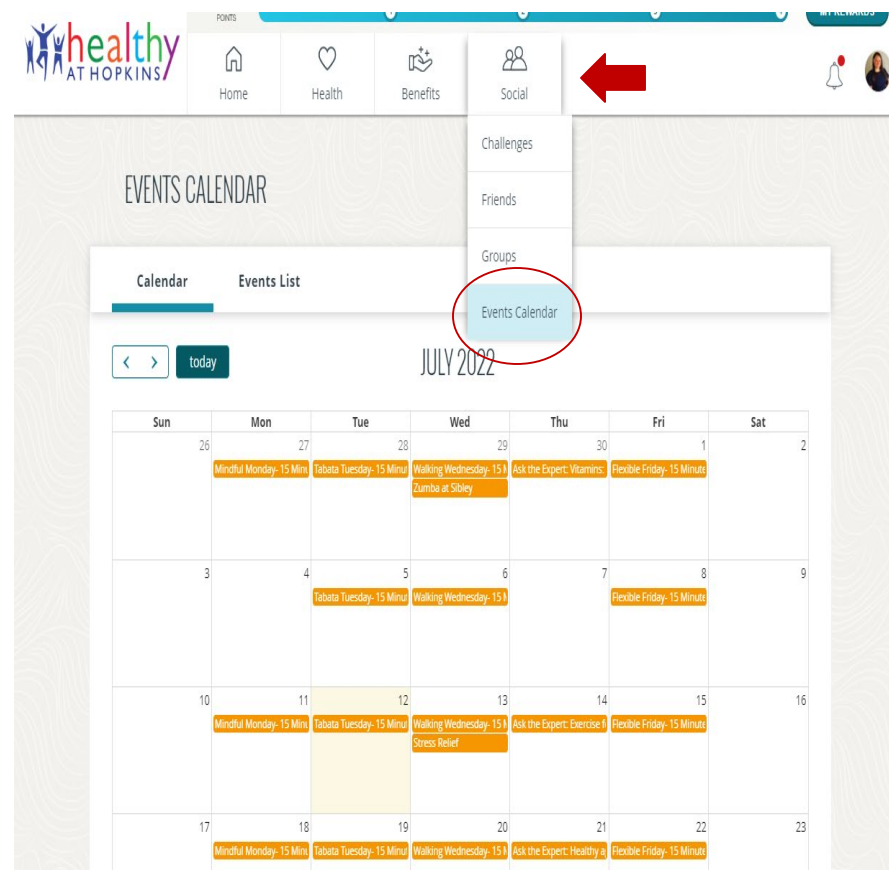 POINTS
MY REWARDS
healthy
AT HOPKINS
Home Health Benefits Social
Challenges
EVENTS CALENDAR
Friends
Groups
Calendar Events List
Events Calendar
< > today JULY 2022
Sun Mon Tue Wed Thu Fri Sat
26 27 28 29 30 1 2
Mindful Monday- 15 Minu Tabata Tuesday- 15 Minut Walking Wednesday- 15 M Ask the Expert: Vitamins: Flexible Friday- 15 Minute
Zumba at Sibley
3 4 5 6 7 8 9
Tabata Tuesday- 15 Minut Walking Wednesday- 15 M Flexible Friday- 15 Minute
10 11 12 13 14 15 16
Mindful Monday- 15 Minu Tabata Tuesday- 15 Minut Walking Wednesday- 15 M Ask the Expert: Exercise f Flexible Friday- 15 Minute
Stress Relief
17 18 19 20 21 22 23
Mindful Monday- 15 Minu Tabata Tuesday- 15 Minut Walking Wednesday- 15 M Ask the Expert: Healthy a Flexible Friday- 15 Minute